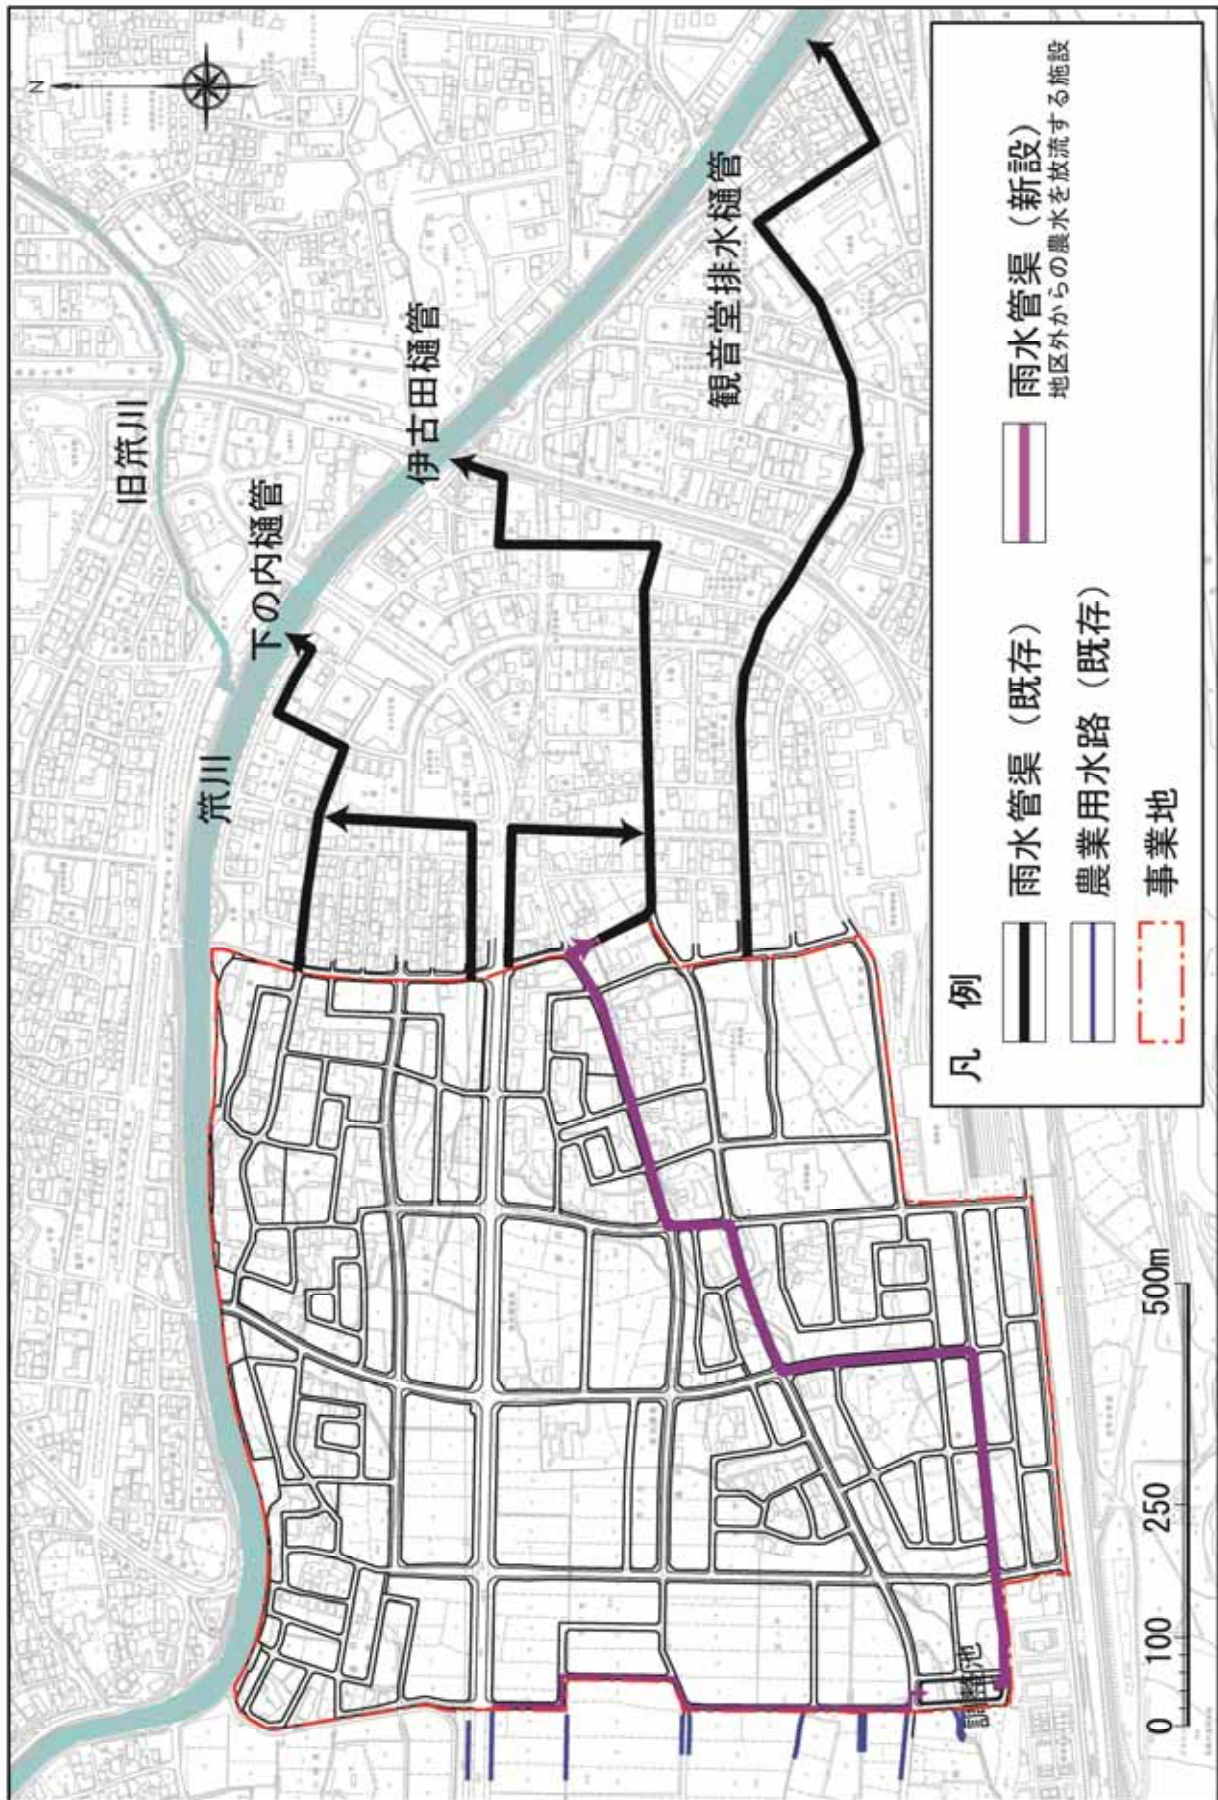 N
旧笊川
笊川
下の内樋管
伊古田樋管
観音堂排水樋管
調整池
凡　例
雨水管渠（既存）
雨水管渠（新設）
地区外からの農水を放流する施設
農業用水路（既存）
事業地
0 100 250 500m